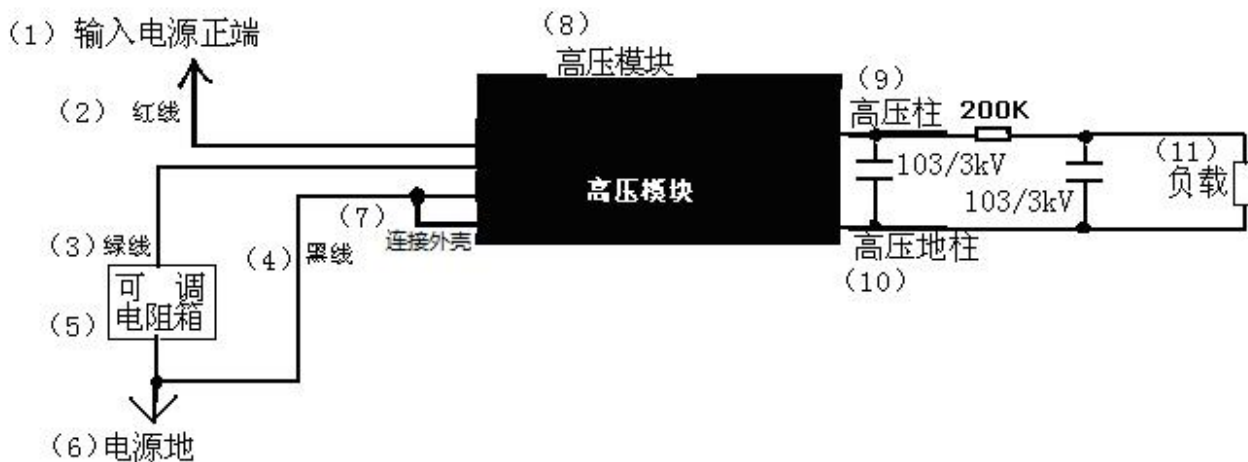 （1）输入电源正端
（8）
高压模块
（2） 红线
（9）
高压柱
200K
103/3kV
（11）
负载
高压模块
103/3kV
（7）
连接外壳
（3）绿线
（4）黑线
高压地柱
（10）
可 调
电阻箱
（5）
（6）电源地